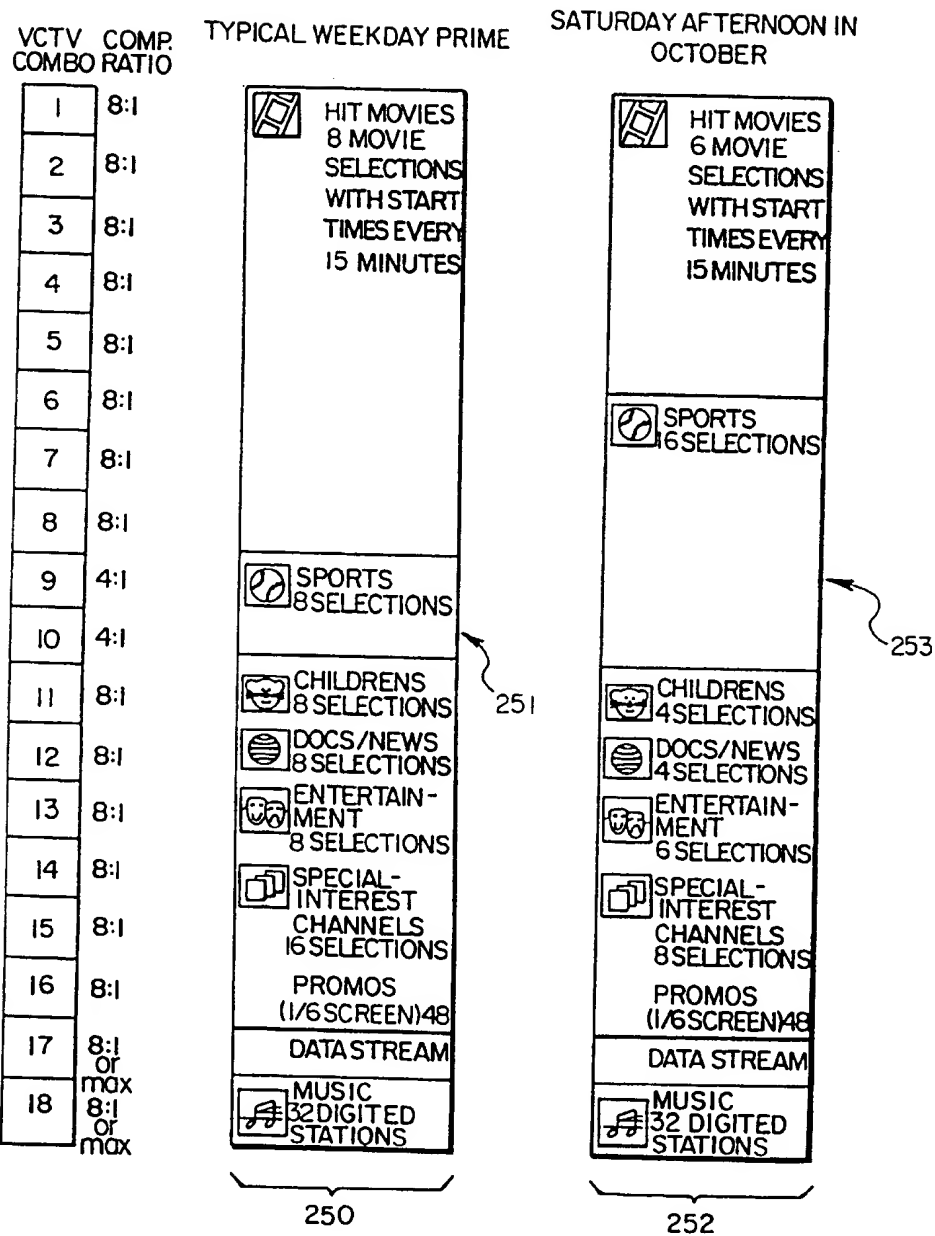 VCTV COMP.
COMBO RATIO
1 8:1
2 8:1
3 8:1
4 8:1
5 8:1
6 8:1
7 8:1
8 8:1
9 4:1
10 4:1
11 8:1
12 8:1
13 8:1
14 8:1
15 8:1
16 8:1
17 8:1
or
max
18 8:1
or
max
TYPICAL WEEKDAY PRIME
HIT MOVIES
8 MOVIE
SELECTIONS
WITH START
TIMES EVERY
15 MINUTES
SPORTS
8 SELECTIONS
251
CHILDRENS
8 SELECTIONS
DOCS/NEWS
8 SELECTIONS
ENTERTAIN-
MENT
8 SELECTIONS
SPECIAL-
INTEREST
CHANNELS
16 SELECTIONS
PROMOS
(1/6 SCREEN) 48
DATA STREAM
MUSIC
32 DIGITED
STATIONS
250
SATURDAY AFTERNOON IN
OCTOBER
HIT MOVIES
6 MOVIE
SELECTIONS
WITH START
TIMES EVERY
15 MINUTES
SPORTS
16 SELECTIONS
253
CHILDRENS
4 SELECTIONS
DOCS/NEWS
4 SELECTIONS
ENTERTAIN-
MENT
6 SELECTIONS
SPECIAL-
INTEREST
CHANNELS
8 SELECTIONS
PROMOS
(1/6 SCREEN) 48
DATA STREAM
MUSIC
32 DIGITED
STATIONS
252